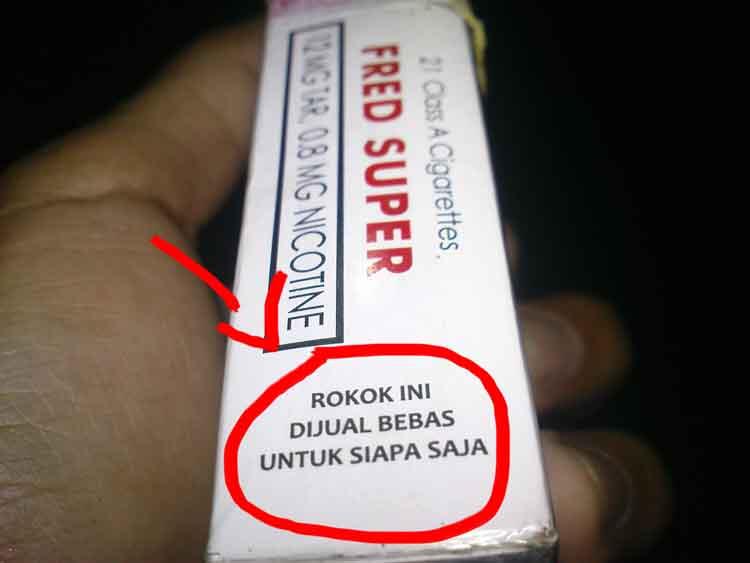 21 Class A Cigarettes.
FRED SUPER
12 MG TAR, 0.8 MG NICOTINE
ROKOK INI
DIJUAL BEBAS
UNTUK SIAPA SAJA